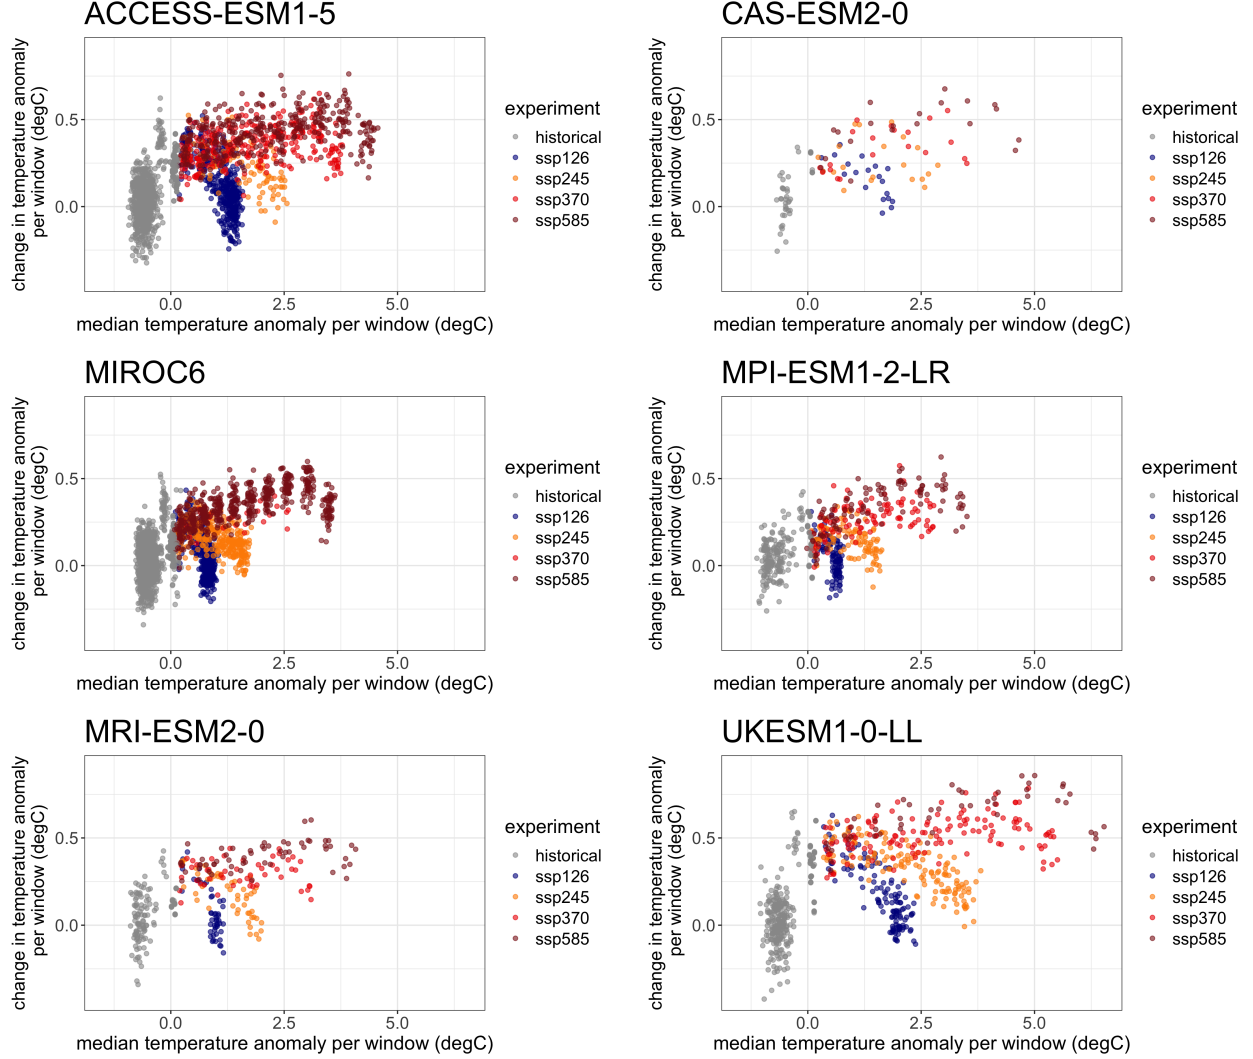 ACCESS-ESM1-5
change in temperature anomaly
per window (degC)
0.5
0.0
0.0 2.5 5.0
median temperature anomaly per window (degC)
experiment
historical
ssp126
ssp245
ssp370
ssp585
CAS-ESM2-0
change in temperature anomaly
per window (degC)
0.5
0.0
0.0 2.5 5.0
median temperature anomaly per window (degC)
experiment
historical
ssp126
ssp245
ssp370
ssp585
MIROC6
change in temperature anomaly
per window (degC)
0.5
0.0
0.0 2.5 5.0
median temperature anomaly per window (degC)
experiment
historical
ssp126
ssp245
ssp370
ssp585
MPI-ESM1-2-LR
change in temperature anomaly
per window (degC)
0.5
0.0
0.0 2.5 5.0
median temperature anomaly per window (degC)
experiment
historical
ssp126
ssp245
ssp370
ssp585
MRI-ESM2-0
change in temperature anomaly
per window (degC)
0.5
0.0
0.0 2.5 5.0
median temperature anomaly per window (degC)
experiment
historical
ssp126
ssp245
ssp370
ssp585
UKESM1-0-LL
change in temperature anomaly
per window (degC)
0.5
0.0
0.0 2.5 5.0
median temperature anomaly per window (degC)
experiment
historical
ssp126
ssp245
ssp370
ssp585